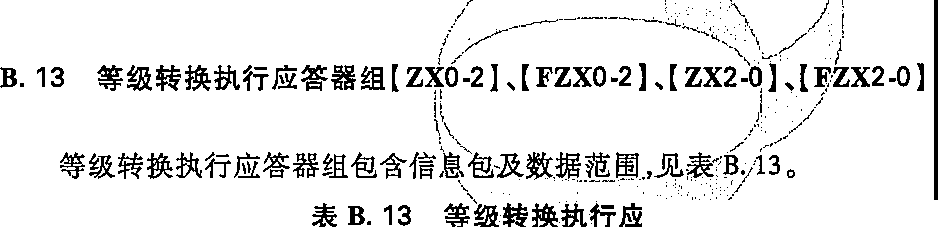 B. 13 等级转换执行应答器组【ZX0-2】、【FZX0-2】、【ZX2-0】、【FZX2-0】
等级转换执行应答器组包含信息包及数据范围,见表 B. 13。
表 B. 13 等级转换执行应